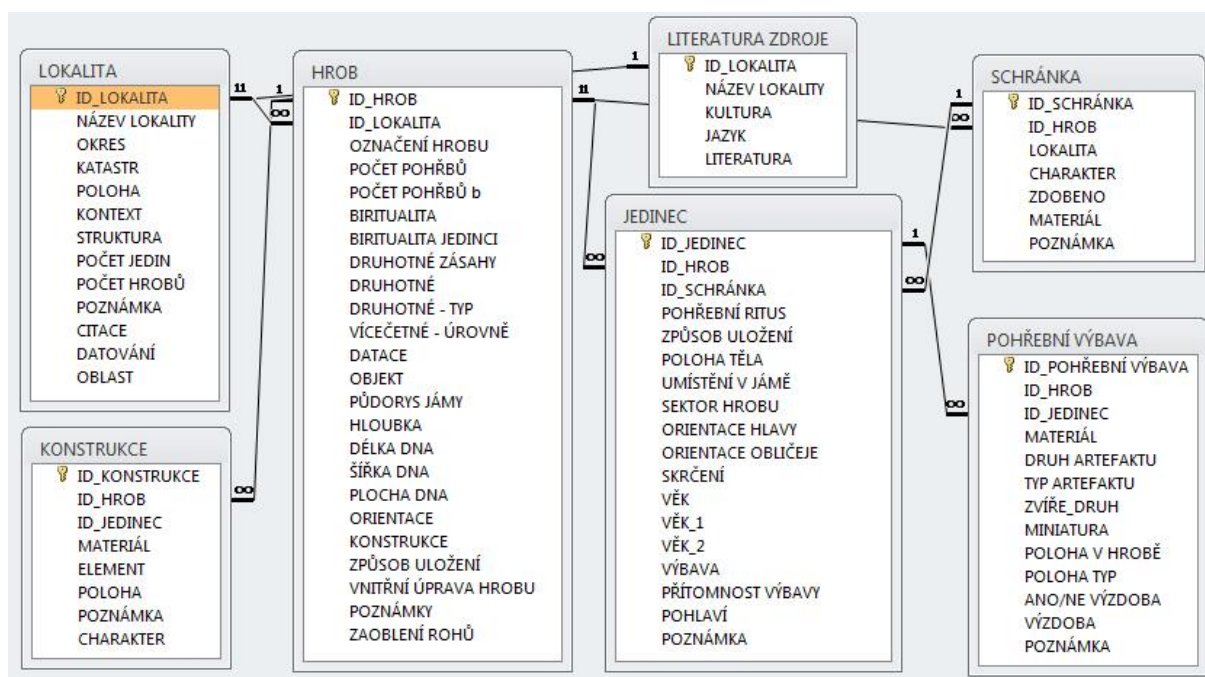 LOKALITA
ID_LOKALITA
NÁZEV LOKALITY
OKRES
KATASTR
POLOHA
KONTEXT
STRUKTURA
POČET JEDIN
POČET HROBŮ
POZNÁMKA
CITACE
DATOVÁNÍ
OBLAST
11
1
∞
KONSTRUKCE
ID_KONSTRUKCE
ID_HROB
ID_JEDINEC
MATERIÁL
ELEMENT
POLOHA
POZNÁMKA
CHARAKTER
∞
HROB
ID_HROB
ID_LOKALITA
OZNAČENÍ HROBU
POČET POHŘBŮ
POČET POHŘBŮ b
BIRITUALITA
BIRITUALITA JEDINCI
DRUHOTNÉ ZÁSAHY
DRUHOTNÉ
DRUHOTNÉ - TYP
VÍCEČETNÉ - ÚROVNĚ
DATACE
OBJEKT
PŮDORYS JÁMY
HLOUBKA
DÉLKA DNA
ŠÍŘKA DNA
PLOCHA DNA
ORIENTACE
KONSTRUKCE
ZPŮSOB ULOŽENÍ
VNITŘNÍ ÚPRAVA HROBU
POZNÁMKY
ZAOBLENÍ ROHŮ
11
1
∞
LITERATURA ZDROJE
ID_LOKALITA
NÁZEV LOKALITY
KULTURA
JAZYK
LITERATURA
JEDINEC
ID_JEDINEC
ID_HROB
ID_SCHRÁNKA
POHŘEBNÍ RITUS
ZPŮSOB ULOŽENÍ
POLOHA TĚLA
UMÍSTĚNÍ V JÁMĚ
SEKTOR HROBU
ORIENTACE HLAVY
ORIENTACE OBLIČEJE
SKRČENÍ
VĚK
VĚK_1
VĚK_2
VÝBAVA
PŘÍTOMNOST VÝBAVY
POHLAVÍ
POZNÁMKA
1
∞
1
∞
SCHRÁNKA
ID_SCHRÁNKA
ID_HROB
LOKALITA
CHARAKTER
ZDOBENO
MATERIÁL
POZNÁMKA
∞
POHŘEBNÍ VÝBAVA
ID_POHŘEBNÍ VÝBAVA
ID_HROB
ID_JEDINEC
MATERIÁL
DRUH ARTEFAKTU
TYP ARTEFAKTU
ZVÍŘE_DRUH
MINIATURA
POLOHA V HROBĚ
POLOHA TYP
ANO/NE VÝZDOBA
VÝZDOBA
POZNÁMKA